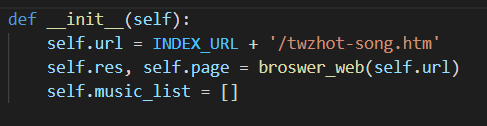 def __init__(self):
    self.url = INDEX_URL + '/twzhot-song.htm'
    self.res, self.page = broswer_web(self.url)
    self.music_list = []